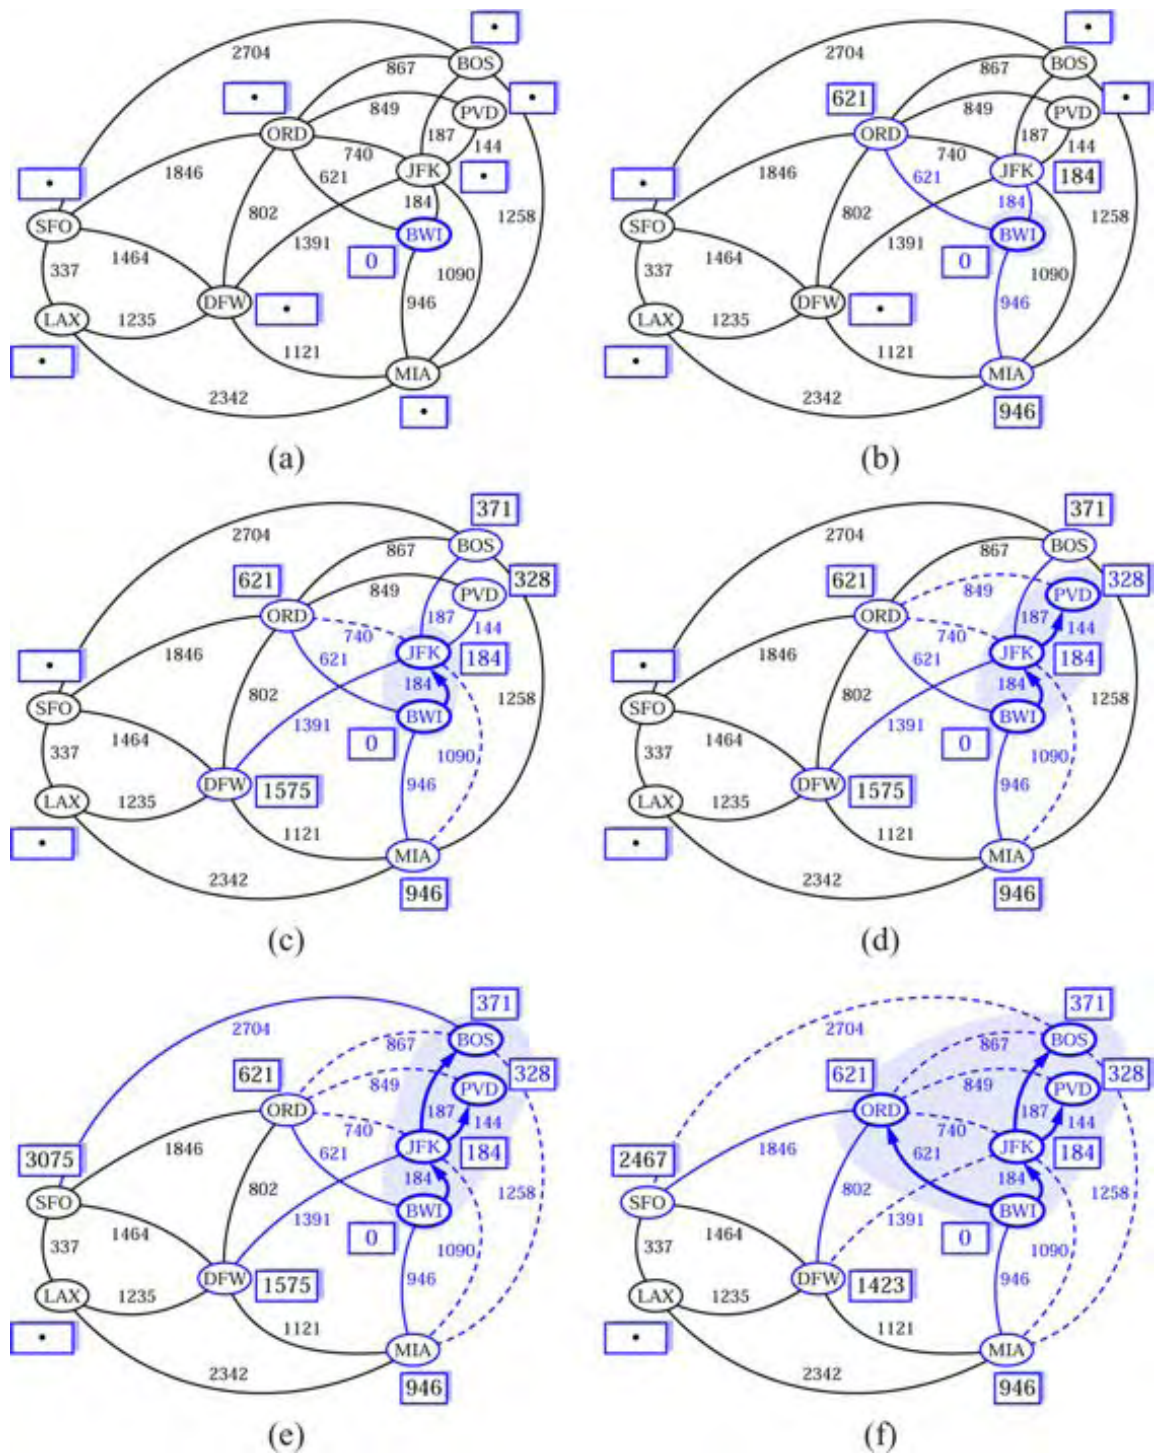 2704
BOS
867
849
PVD
ORD
187
144
740
JFK
1846
621
184
SFO
802
1258
BWI
1391
0
1464
337
1090
DFW
946
LAX
1235
1121
MIA
2342
(a)
2704
BOS
867
621
849
PVD
ORD
187
144
740
JFK
184
1846
621
184
SFO
802
1258
BWI
1391
0
1464
337
1090
DFW
946
LAX
1235
1121
MIA
2342
946
(b)
371
2704
BOS
867
621
328
849
PVD
ORD
187
144
740
JFK
184
1846
621
184
SFO
802
1258
BWI
1391
0
1464
337
1090
DFW
1575
946
LAX
1235
1121
MIA
2342
946
(c)
371
2704
BOS
867
621
328
849
PVD
ORD
187
144
740
JFK
184
1846
621
184
SFO
802
1258
BWI
1391
0
1464
337
1090
DFW
1575
946
LAX
1235
1121
MIA
2342
946
(d)
371
2704
BOS
867
621
328
849
PVD
ORD
187
144
740
JFK
184
1846
621
3075
184
SFO
802
1258
BWI
1391
0
1464
337
1090
DFW
1575
946
LAX
1235
1121
MIA
2342
946
(e)
371
2704
BOS
867
621
328
849
PVD
ORD
187
144
740
JFK
184
1846
621
2467
184
SFO
802
1258
BWI
1391
0
1464
337
1090
DFW
1423
946
LAX
1235
1121
MIA
2342
946
(f)